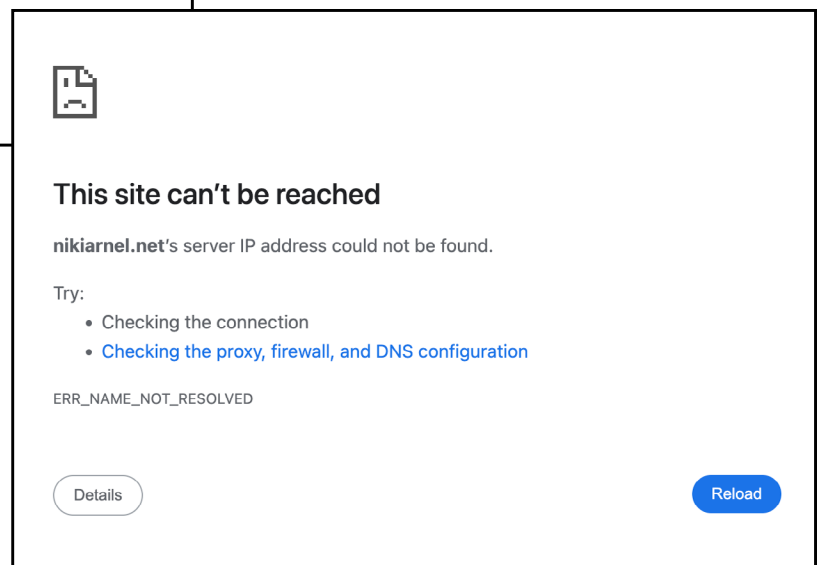 This site can’t be reached
nikiarnel.net’s server IP address could not be found.
Try:
• Checking the connection
• Checking the proxy, firewall, and DNS configuration
ERR_NAME_NOT_RESOLVED
Details
Reload